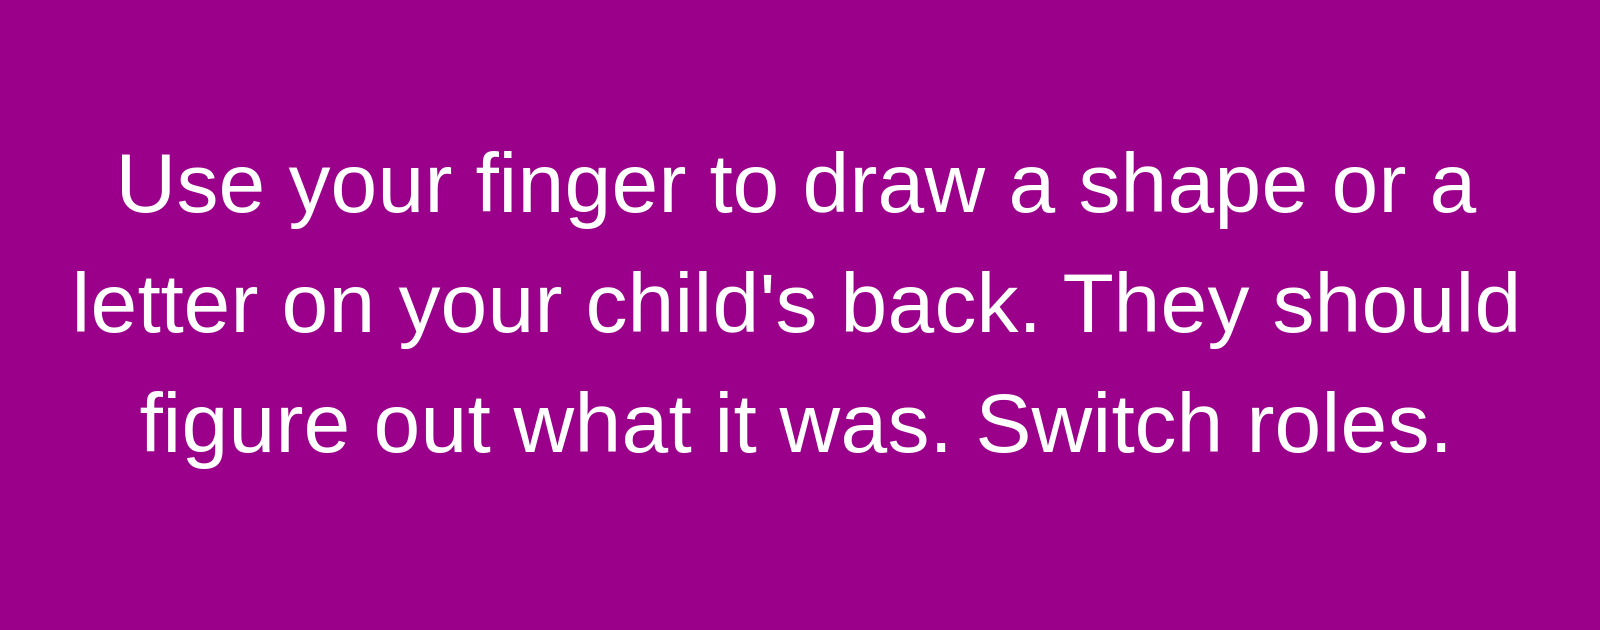 Use your finger to draw a shape or a
letter on your child's back. They should
figure out what it was. Switch roles.